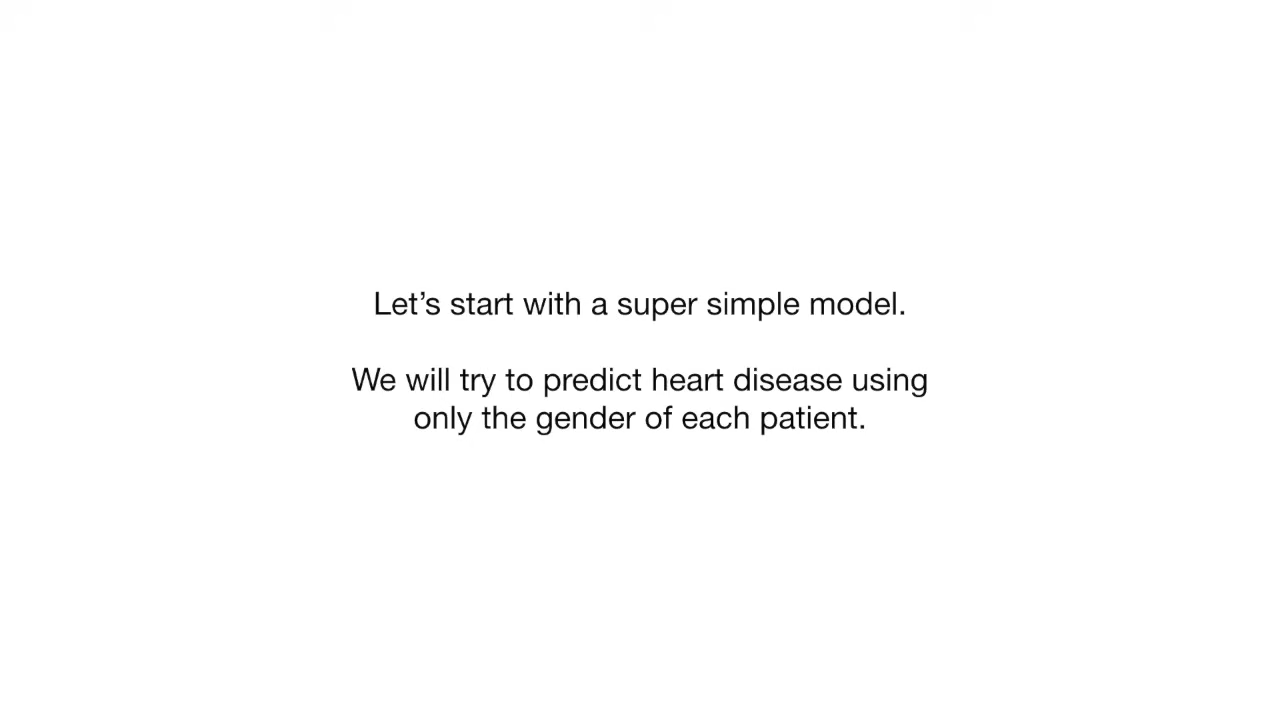 Let’s start with a super simple model.
We will try to predict heart disease using
only the gender of each patient.